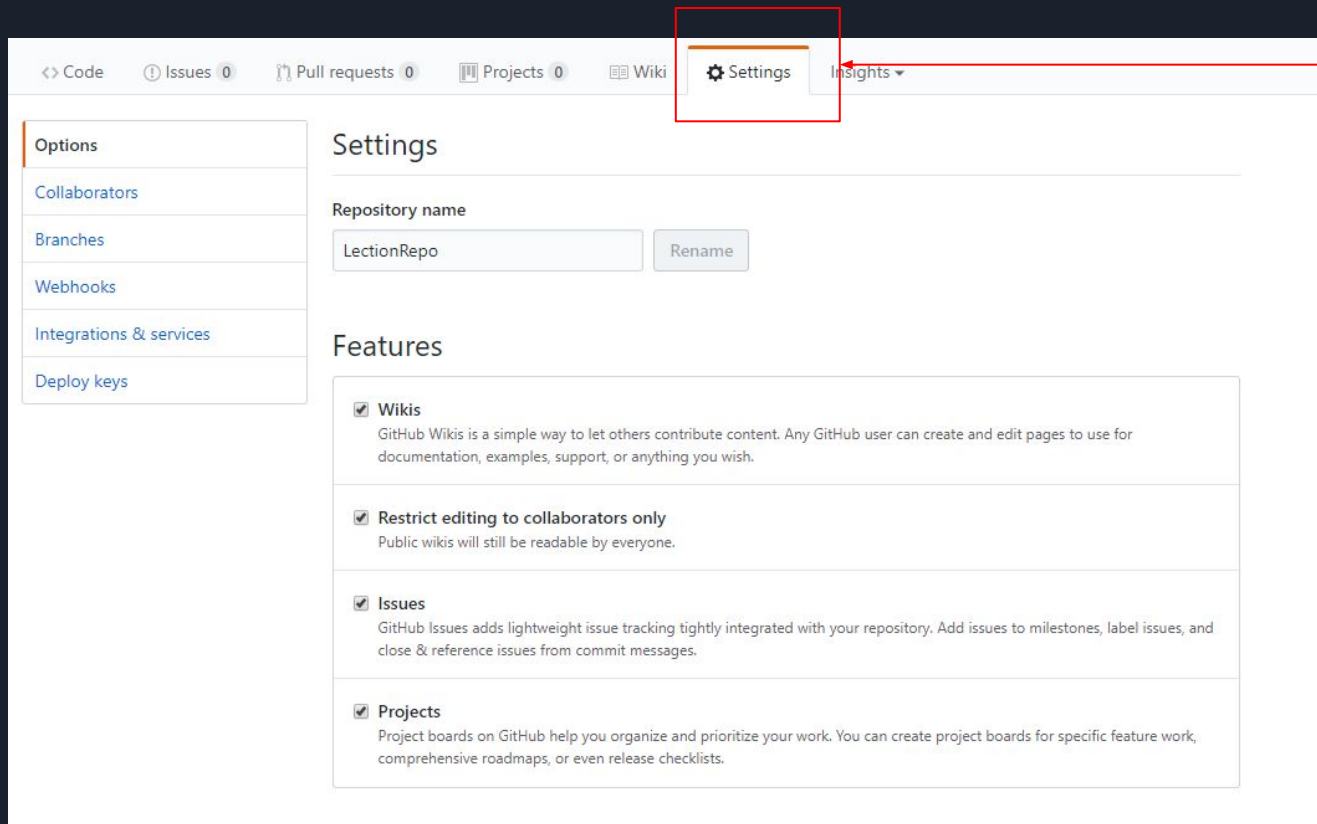 Code Issues 0 Pull requests 0 Projects 0 Wiki Settings Insights
Options
Collaborators
Branches
Webhooks
Integrations & services
Deploy keys
Settings
Repository name
LectionRepo Rename
Features
Wikis
GitHub Wikis is a simple way to let others contribute content. Any GitHub user can create and edit pages to use for
documentation, examples, support, or anything you wish.
Restrict editing to collaborators only
Public wikis will still be readable by everyone.
Issues
GitHub Issues adds lightweight issue tracking tightly integrated with your repository. Add issues to milestones, label issues, and
close & reference issues from commit messages.
Projects
Project boards on GitHub help you organize and prioritize your work. You can create project boards for specific feature work,
comprehensive roadmaps, or even release checklists.